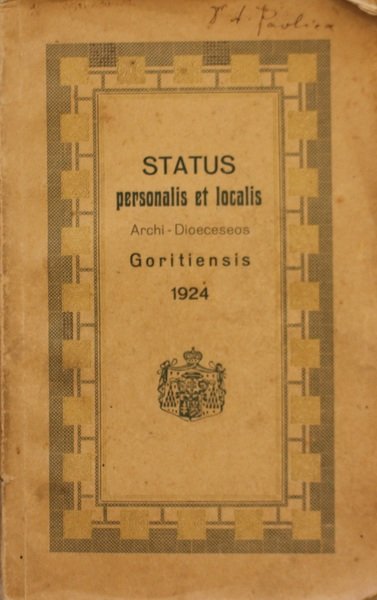 STATUS
personalis et localis
Archi-Dioeceseos
Goritiensis
1924